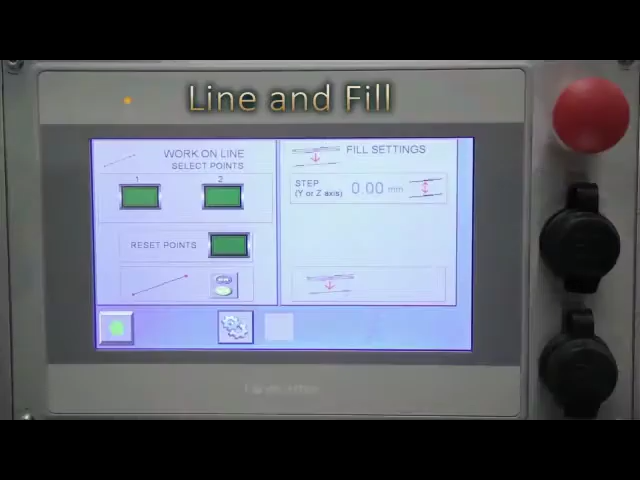 Line and Fill
WORK ON LINE
SELECT POINTS
1 2
RESET POINTS
FILL SETTINGS
STEP
(Y or Z axis)
0.00 mm